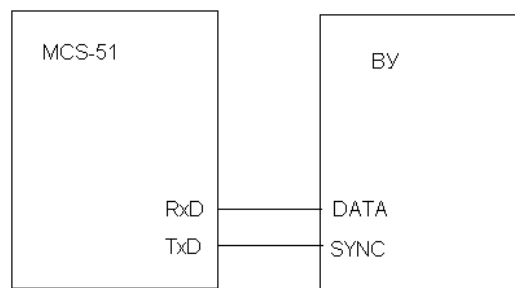 MCS-51
ВУ
RxD
DATA
TxD
SYNC